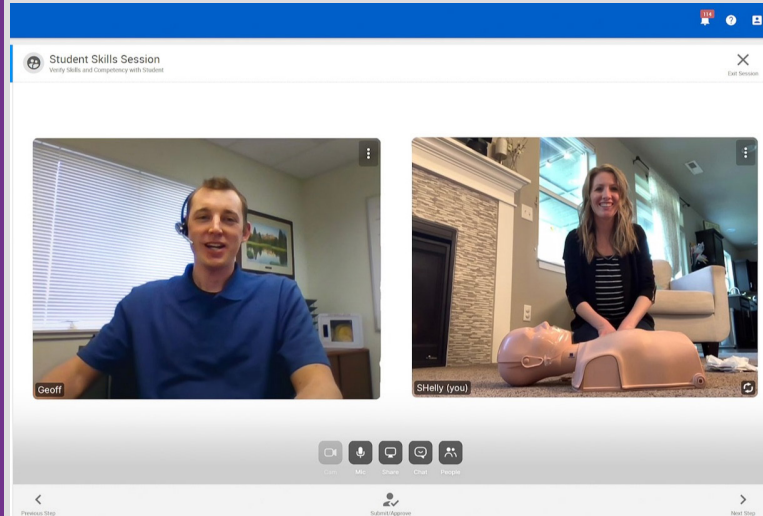 114
Student Skills Session
Verify Skills and Competency with Student
Exit Session
Geoff
SHelly (you)
Mic
Share
Chat
People
Previous Step
Submit/Approve
Next Step